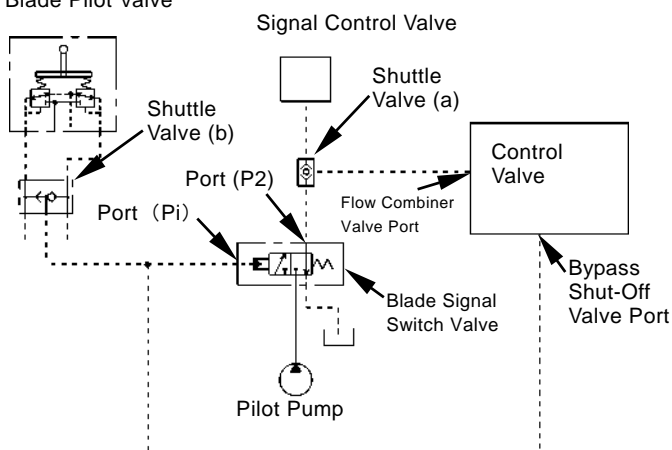 Blade Pilot Valve
Signal Control Valve
Shuttle
Valve (a)
Shuttle
Valve (b)
Control
Valve
Port (P2)
Flow Combiner
Valve Port
Port （Pi）
Bypass
Shut-Off
Valve Port
Blade Signal
Switch Valve
Pilot Pump